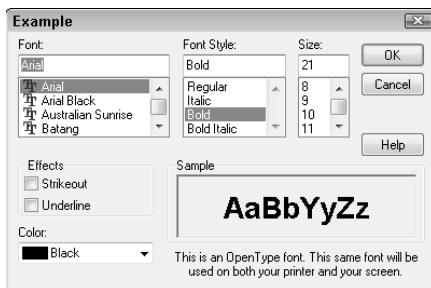 Example
Font:
Arial
Arial
Arial Black
Australian Sunrise
Batang
Font Style:
Bold
Regular
Italic
Bold
Bold Italic
Size:
21
8
9
10
11
OK
Cancel
Help
Effects
Strikeout
Underline
Color:
Black
Sample
AaBbYyZz
This is an OpenType font. This same font will be
used on both your printer and your screen.